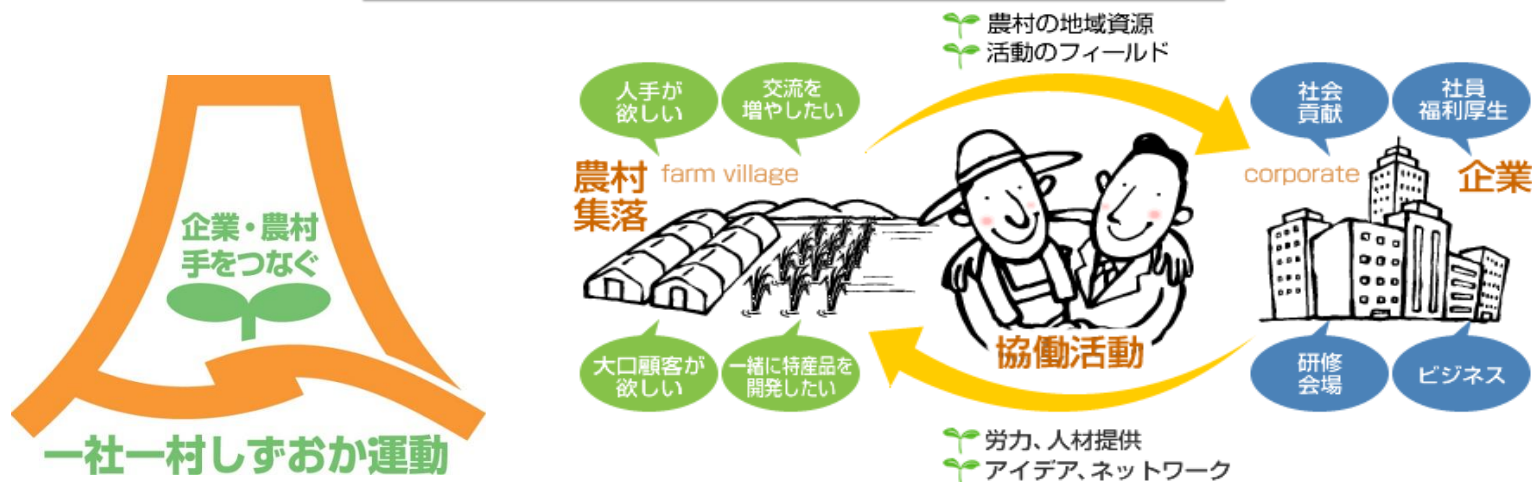 企業・農村
手をつなぐ
一社一村しずおか運動
農村の地域資源
活動のフィールド
人手が
欲しい
交流を
増やしたい
農村
集落
farm village
大口顧客が
欲しい
一緒に特産品を
開発したい
協働活動
社会
貢献
社員
福利厚生
corporate
企業
研修
会場
ビジネス
労力、人材提供
アイデア、ネットワーク